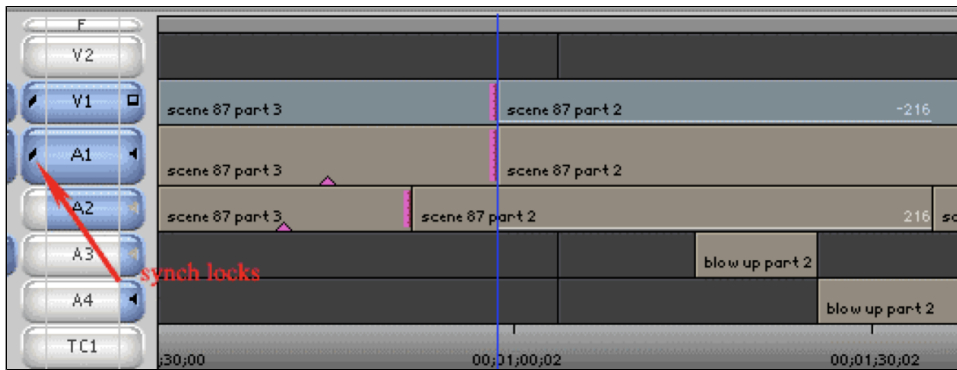 F
V2
V1
scene 87 part 3
scene 87 part 2
-216
A1
scene 87 part 3
scene 87 part 2
A2
scene 87 part 3
scene 87 part 2
216
sc
A3
blow up part 2
synch locks
A4
blow up part 2
TC1
;30;00
00;01;00;02
00;01;30;02